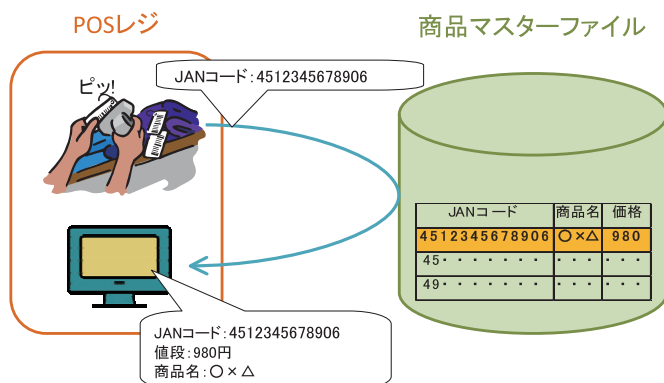 POSレジ
商品マスターファイル
JANコード：4512345678906
ピッ!
JANコード 商品名 価格
4512345678906 〇×△ 980
45・・・・・・・ ・・・ ・・・
49・・・・・・・ ・・・ ・・・
JANコード：4512345678906
値段：980円
商品名：〇×△